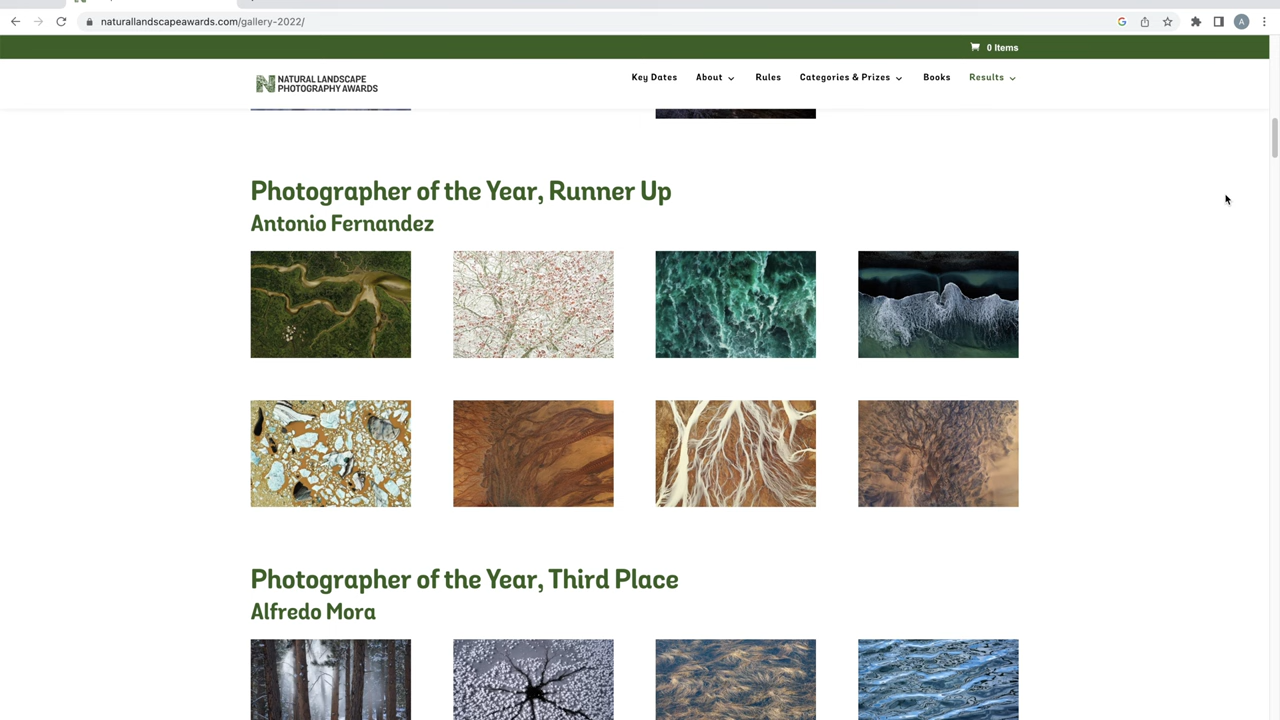 naturallandscapeawards.com/gallery-2022/
A
0 Items
NATURAL LANDSCAPE
PHOTOGRAPHY AWARDS
Key Dates About Rules Categories & Prizes Books Results
Photographer of the Year, Runner Up
Antonio Fernandez
Photographer of the Year, Third Place
Alfredo Mora